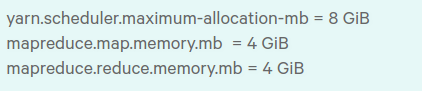 yarn.scheduler.maximum-allocation-mb = 8 GiB
mapreduce.map.memory.mb  = 4 GiB
mapreduce.reduce.memory.mb = 4 GiB